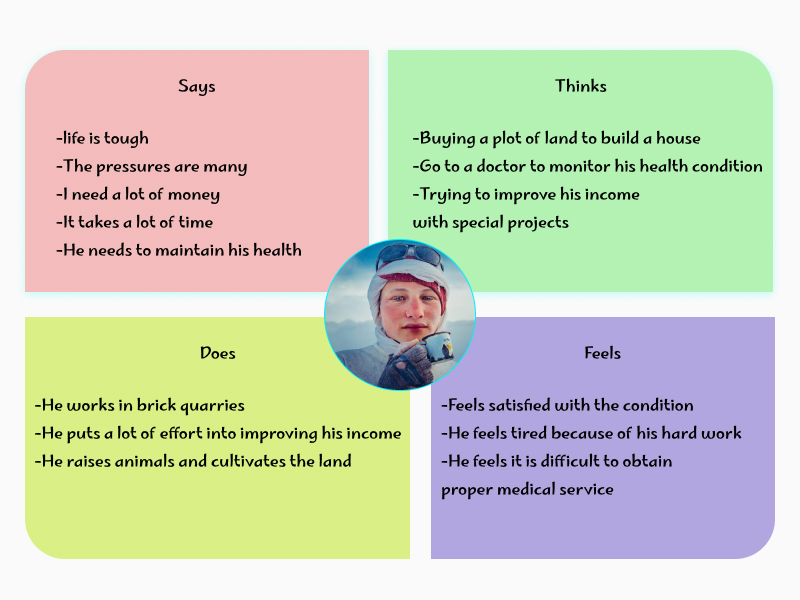 Says
-life is tough
-The pressures are many
-I need a lot of money
-It takes a lot of time
-He needs to maintain his health
Thinks
-Buying a plot of land to build a house
-Go to a doctor to monitor his health condition
-Trying to improve his income
with special projects
Does
-He works in brick quarries
-He puts a lot of effort into improving his income
-He raises animals and cultivates the land
Feels
-Feels satisfied with the condition
-He feels tired because of his hard work
-He feels it is difficult to obtain
proper medical service